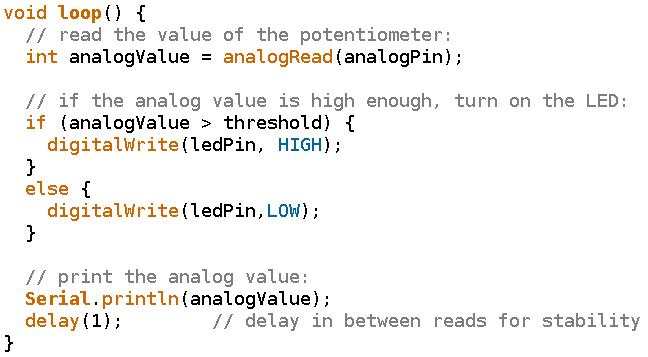 void loop() {
  // read the value of the potentiometer:
  int analogValue = analogRead(analogPin);

  // if the analog value is high enough, turn on the LED:
  if (analogValue > threshold) {
    digitalWrite(ledPin, HIGH);
  }
  else {
    digitalWrite(ledPin,LOW);
  }

  // print the analog value:
  Serial.println(analogValue);
  delay(1);        // delay in between reads for stability
}